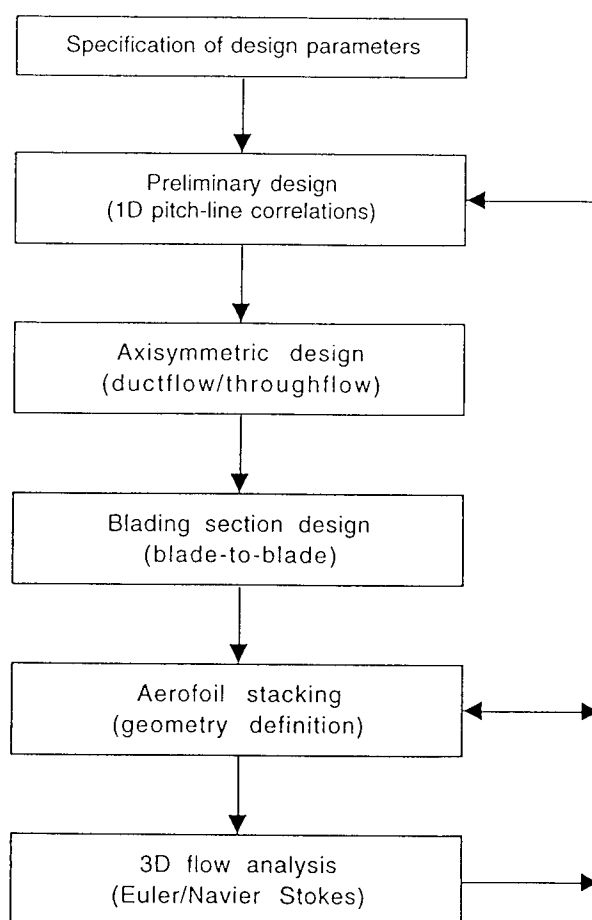 Specification of design parameters
Preliminary design
(1D pitch-line correlations)
Axisymmetric design
(ductflow/throughflow)
Blading section design
(blade-to-blade)
Aerofoil stacking
(geometry definition)
3D flow analysis
(Euler/Navier Stokes)